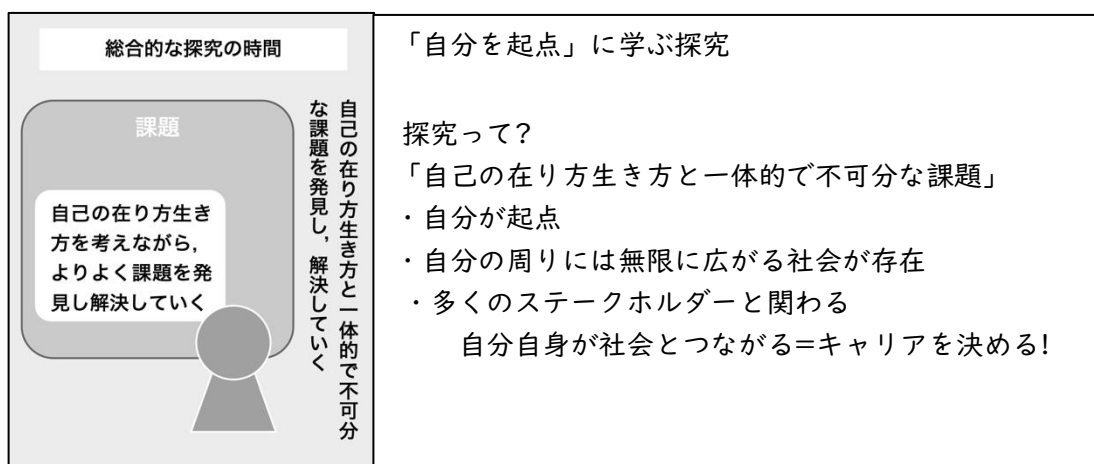 総合的な探究の時間
課題
自己の在り方生き
方を考えながら,
よりよく課題を発
見し解決していく
自己の在り方生き方と一体的で不可分
な課題を発見し,解決していく
「自分を起点」に学ぶ探究
探究って?
「自己の在り方生き方と一体的で不可分な課題」
・自分が起点
・自分の周りには無限に広がる社会が存在
・多くのステークホルダーと関わる
自分自身が社会とつながる=キャリアを決める!